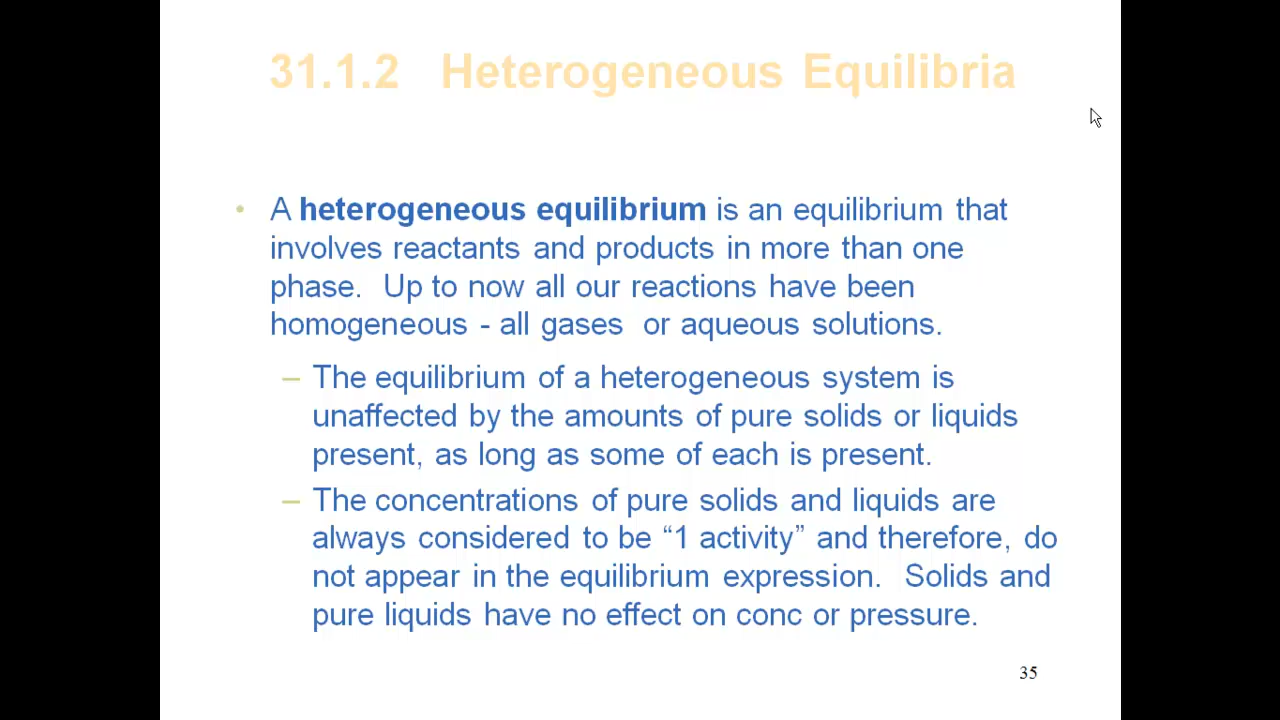 31.1.2 Heterogeneous Equilibria
• A heterogeneous equilibrium is an equilibrium that
involves reactants and products in more than one
phase. Up to now all our reactions have been
homogeneous - all gases or aqueous solutions.
– The equilibrium of a heterogeneous system is
unaffected by the amounts of pure solids or liquids
present, as long as some of each is present.
– The concentrations of pure solids and liquids are
always considered to be “1 activity” and therefore, do
not appear in the equilibrium expression. Solids and
pure liquids have no effect on conc or pressure.
35